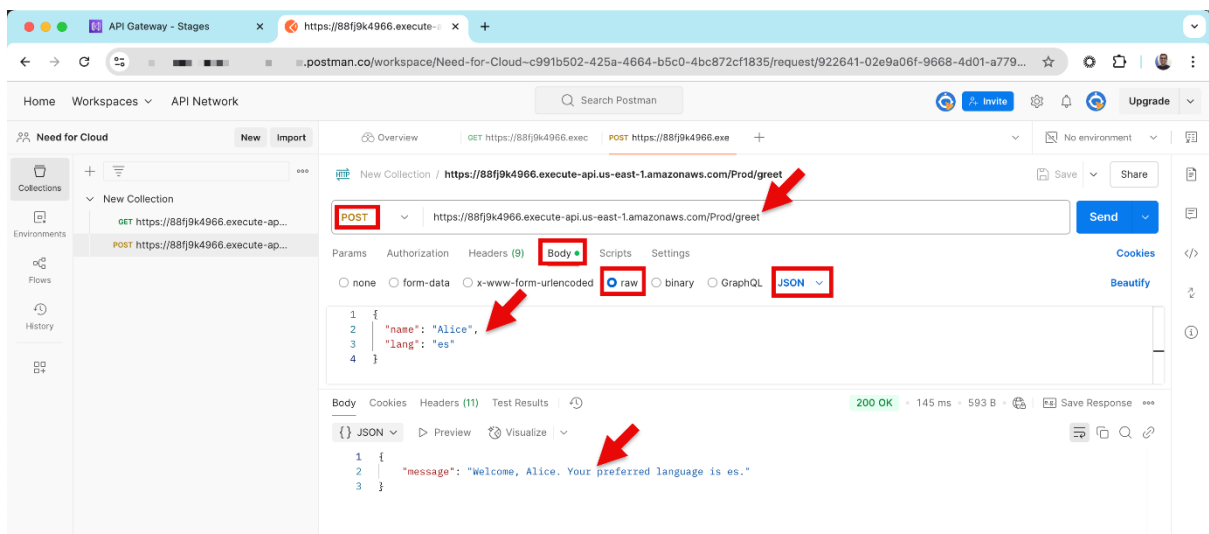 API Gateway - Stages
https://88fj9k4966.execute-a
.postman.co/workspace/Need-for-Cloud~c991b502-425a-4664-b5c0-4bc872cf1835/request/922641-02e9a06f-9668-4d01-a779...
Home Workspaces API Network Search Postman Invite Upgrade
Need for Cloud New Import Overview GET https://88fj9k4966.exec POST https://88fj9k4966.exe No environment
Collections
New Collection / https://88fj9k4966.execute-api.us-east-1.amazonaws.com/Prod/greet Save Share
New Collection
GET https://88fj9k4966.execute-ap...
POST https://88fj9k4966.execute-ap...
Environments
Flows
History
POST https://88fj9k4966.execute-api.us-east-1.amazonaws.com/Prod/greet Send
Params Authorization Headers (9) Body Scripts Settings Cookies
none form-data x-www-form-urlencoded raw binary GraphQL JSON Beautify
1 {
2 "name": "Alice",
3 "lang": "es"
4 }
Body Cookies Headers (11) Test Results 200 OK 145 ms 593 B e.g. Save Response
{} JSON Preview Visualize
1 {
2 "message": "Welcome, Alice. Your preferred language is es."
3 }